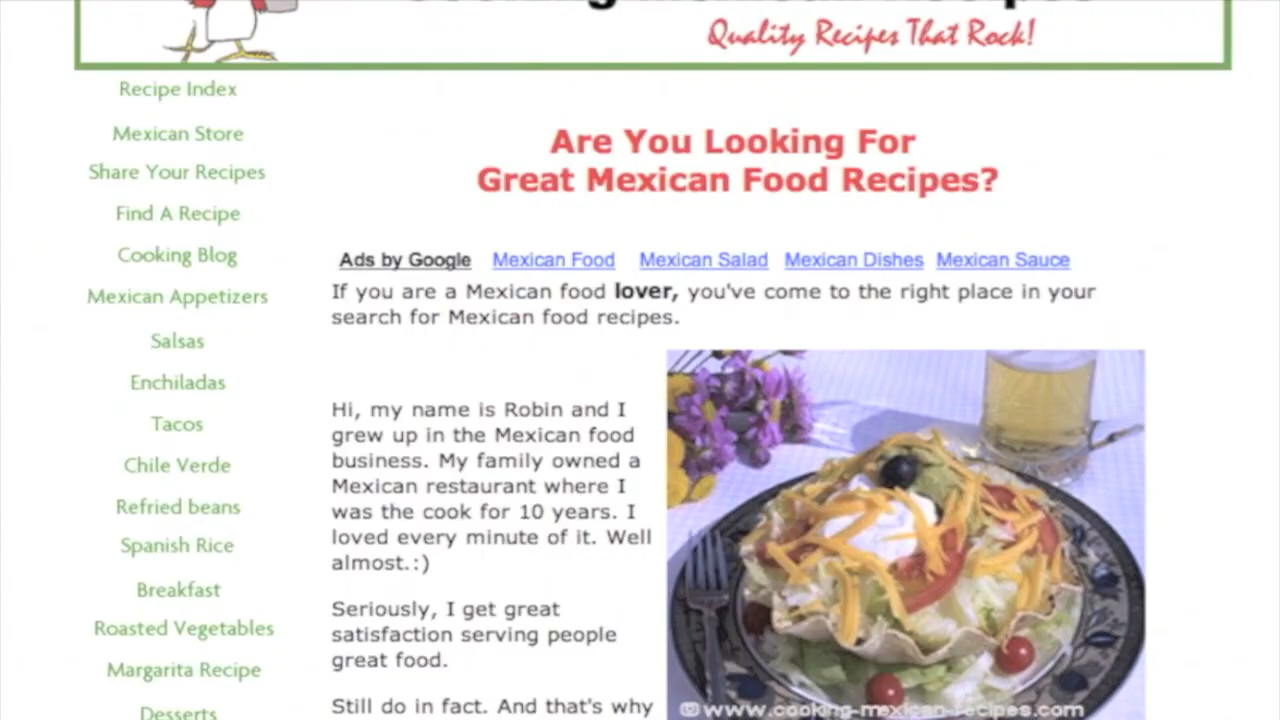 Cooking Mexican Recipes
Quality Recipes That Rock!
Recipe Index
Mexican Store
Share Your Recipes
Find A Recipe
Cooking Blog
Mexican Appetizers
Salsas
Enchiladas
Tacos
Chile Verde
Refried beans
Spanish Rice
Breakfast
Roasted Vegetables
Margarita Recipe
Desserts
Are You Looking For
Great Mexican Food Recipes?
Ads by Google Mexican Food Mexican Salad Mexican Dishes Mexican Sauce
If you are a Mexican food lover, you've come to the right place in your
search for Mexican food recipes.
Hi, my name is Robin and I
grew up in the Mexican food
business. My family owned a
Mexican restaurant where I
was the cook for 10 years. I
loved every minute of it. Well
almost.:)
Seriously, I get great
satisfaction serving people
great food.
Still do in fact. And that's why
© www.cooking-mexican-recipes.com